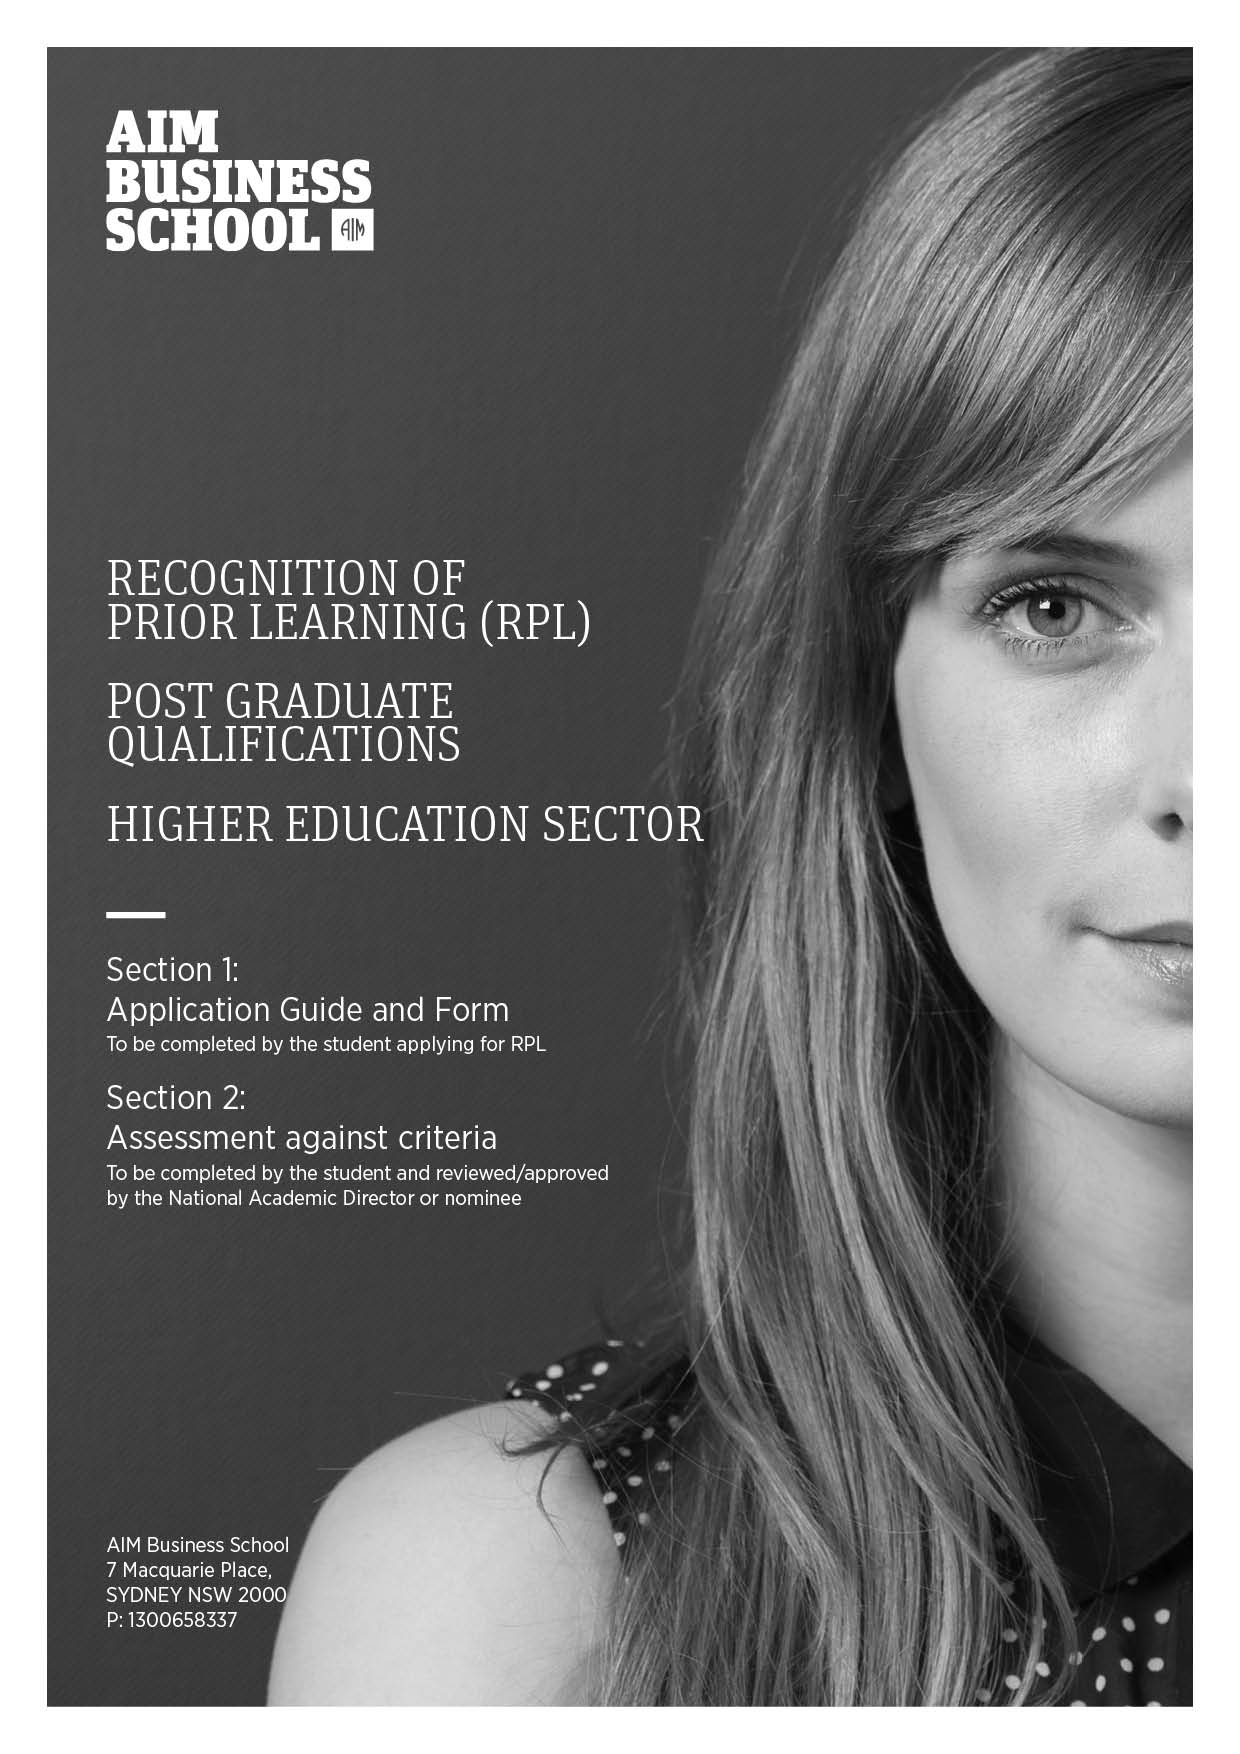 AIM
BUSINESS
SCHOOL AIM
RECOGNITION OF
PRIOR LEARNING (RPL)
POST GRADUATE
QUALIFICATIONS
HIGHER EDUCATION SECTOR
Section 1:
Application Guide and Form
To be completed by the student applying for RPL
Section 2:
Assessment against criteria
To be completed by the student and reviewed/approved
by the National Academic Director or nominee
AIM Business School
7 Macquarie Place,
SYDNEY NSW 2000
P: 1300658337